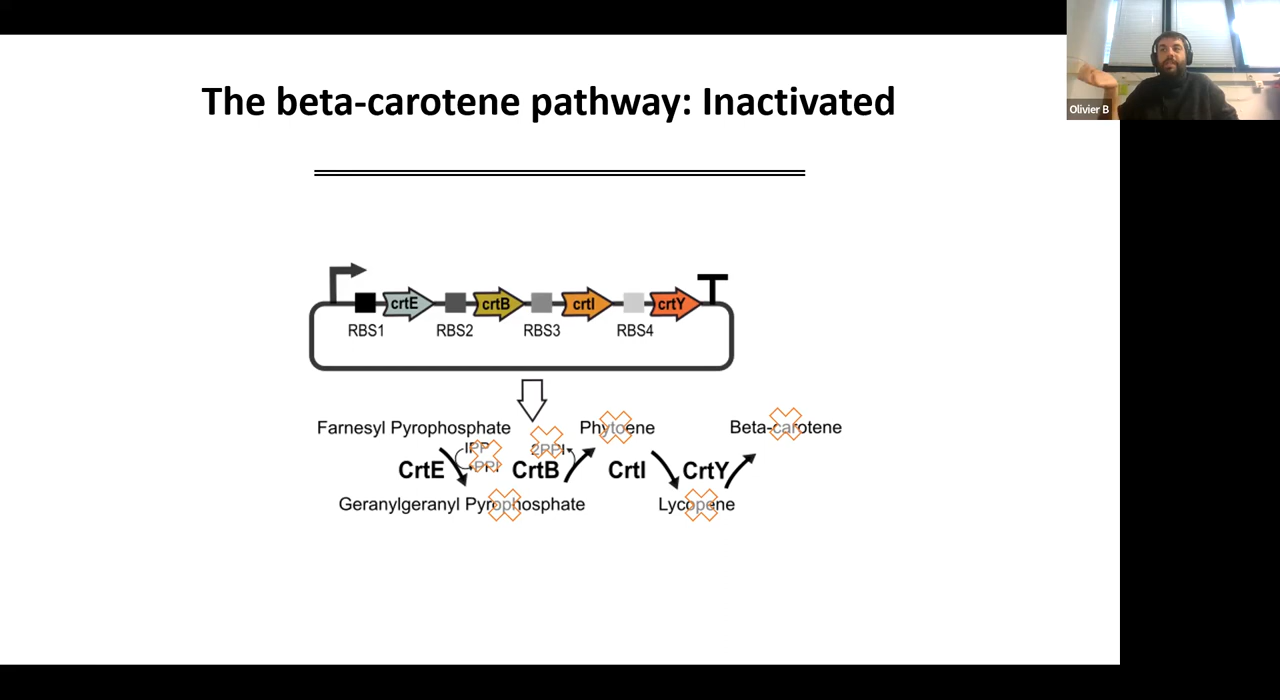 Olivier B
The beta-carotene pathway: Inactivated
crtE crtB crtI crtY
RBS1 RBS2 RBS3 RBS4
Farnesyl Pyrophosphate Phytoene Beta-carotene
IPP
PPI
2PPI
CrtE CrtB CrtI CrtY
Geranylgeranyl Pyrophosphate Lycopene